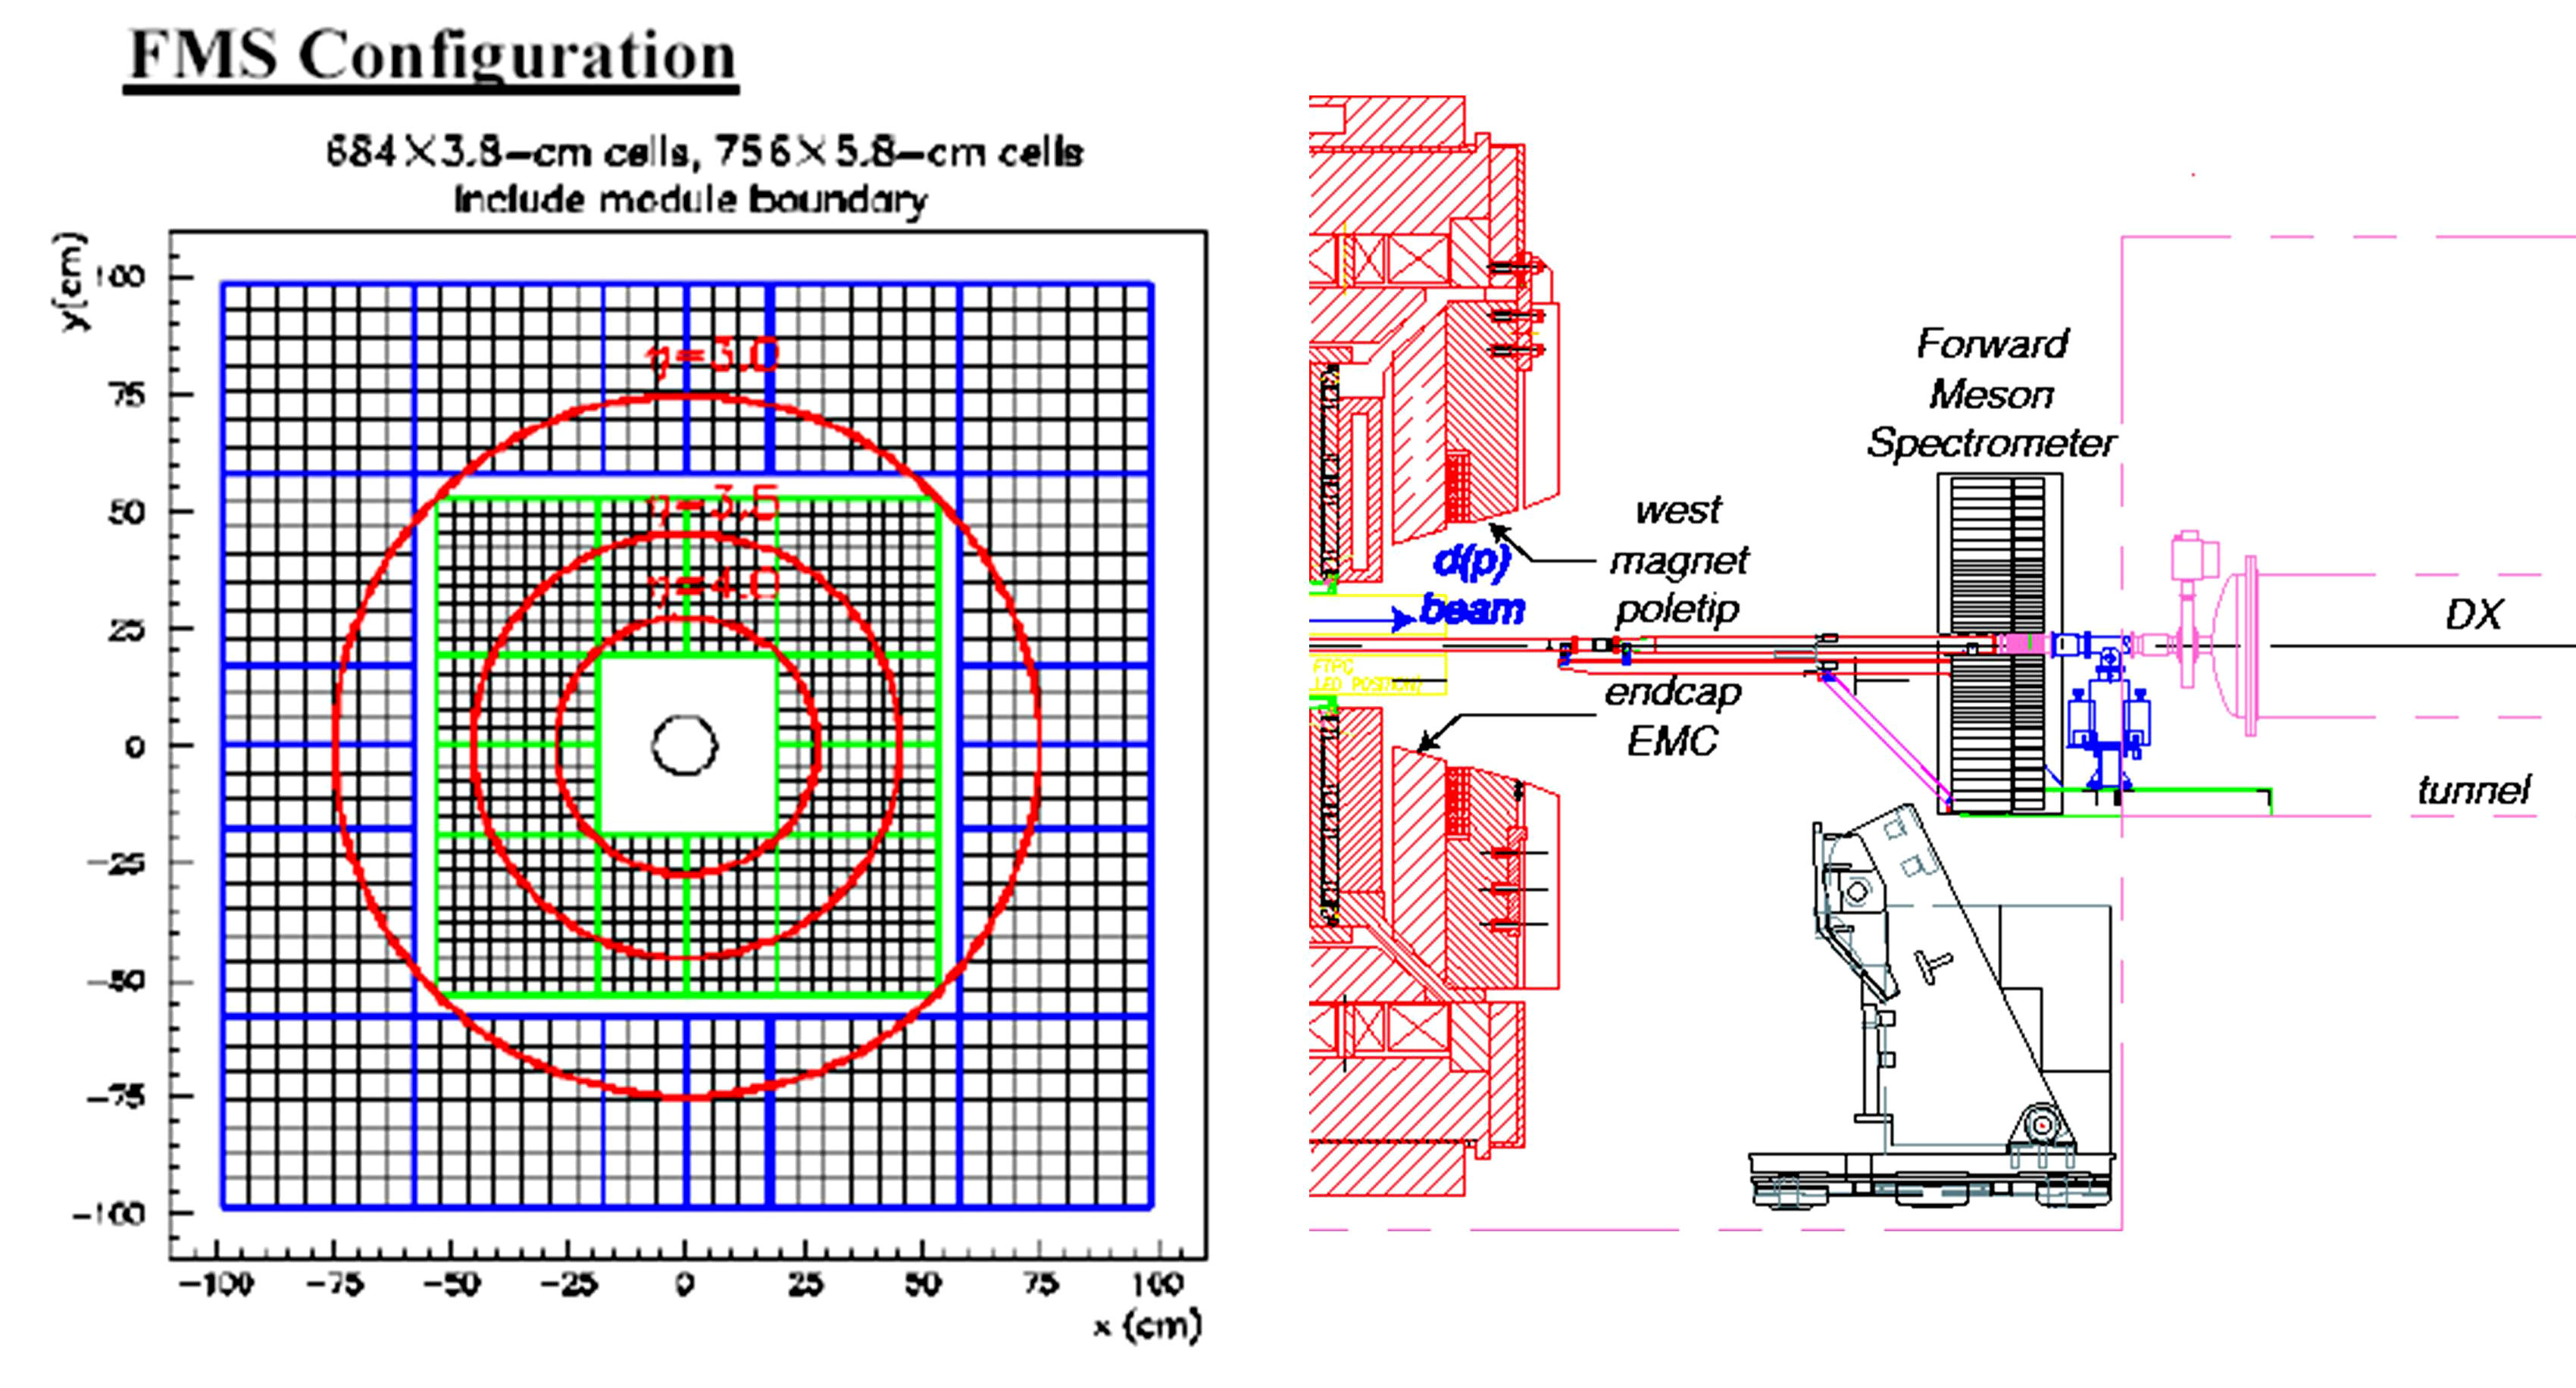 FMS Configuration
684×3.8-cm cells, 756×5.8-cm cells
Include module boundary
y(cm)
100
75
50
25
0
-25
-50
-75
-100
η=3.0
η=3.5
η=4.0
-100 -75 -50 -25 0 25 50 75 100
x (cm)
Forward
Meson
Spectrometer
west
magnet
poletip
d(p)
beam
FTPC
POSITION)
endcap
EMC
DX
tunnel